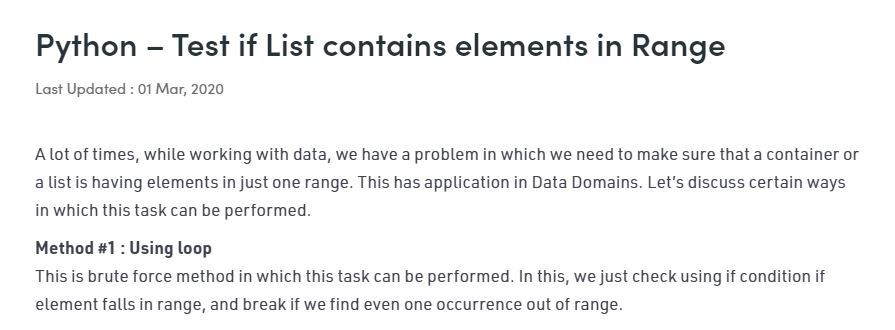 Python – Test if List contains elements in Range
Last Updated : 01 Mar, 2020
A lot of times, while working with data, we have a problem in which we need to make sure that a container or
a list is having elements in just one range. This has application in Data Domains. Let’s discuss certain ways
in which this task can be performed.
Method #1 : Using loop
This is brute force method in which this task can be performed. In this, we just check using if condition if
element falls in range, and break if we find even one occurrence out of range.